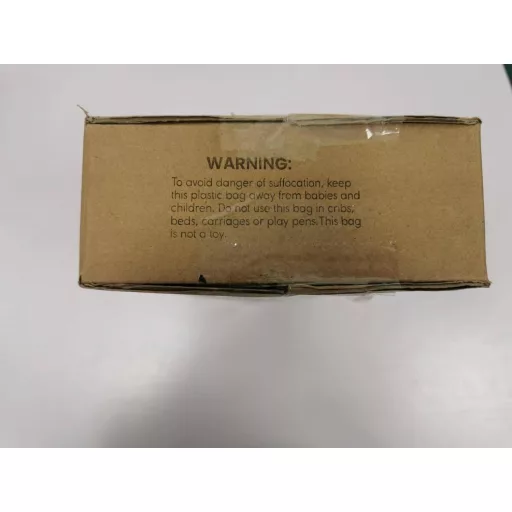 WARNING:
To avoid danger of suffocation, keep
this plastic bag away from babies and
children. Do not use this bag in cribs,
beds, carriages or play pens.This bag
is not a toy.